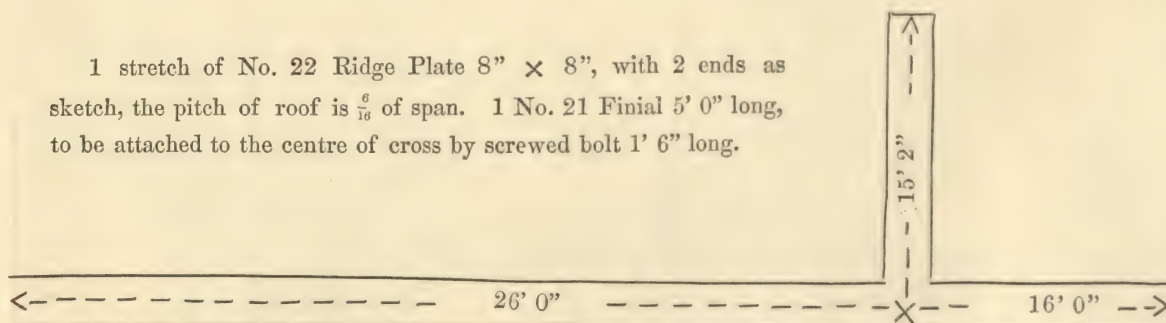 1 stretch of No. 22 Ridge Plate 8” × 8”, with 2 ends as
sketch, the pitch of roof is 6/16 of span. 1 No. 21 Finial 5’ 0” long,
to be attached to the centre of cross by screwed bolt 1’ 6” long.
15’ 2”
26’ 0”
16’ 0”